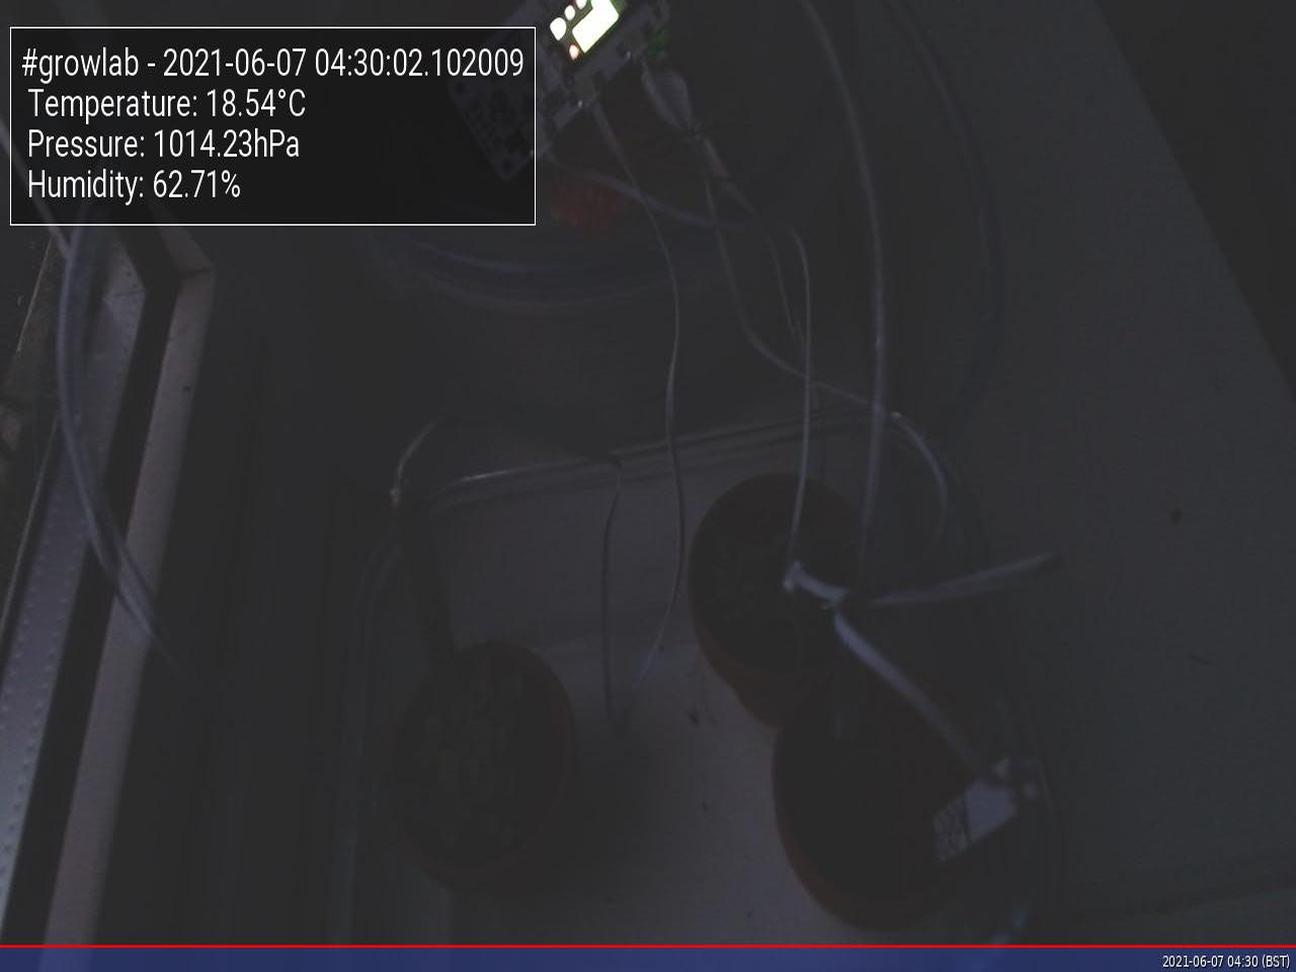 #growlab - 2021-06-07 04:30:02.102009
Temperature: 18.54°C
Pressure: 1014.23hPa
Humidity: 62.71%
2021-06-07 04:30 (BST)